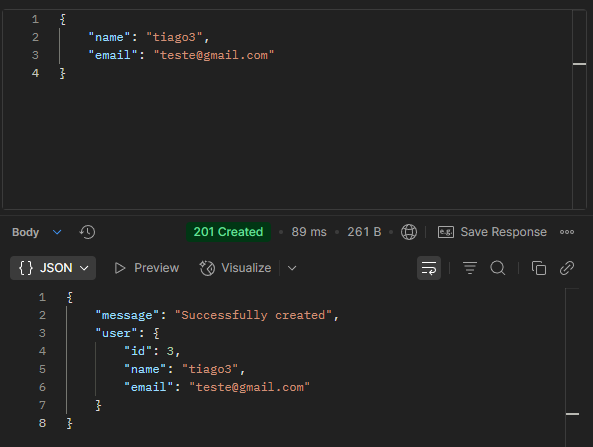 1 {
2 "name": "tiago3",
3 "email": "teste@gmail.com"
4 }
Body 201 Created • 89 ms • 261 B e.g. Save Response
{} JSON Preview Visualize
1 {
2 "message": "Successfully created",
3 "user": {
4 "id": 3,
5 "name": "tiago3",
6 "email": "teste@gmail.com"
7 }
8 }